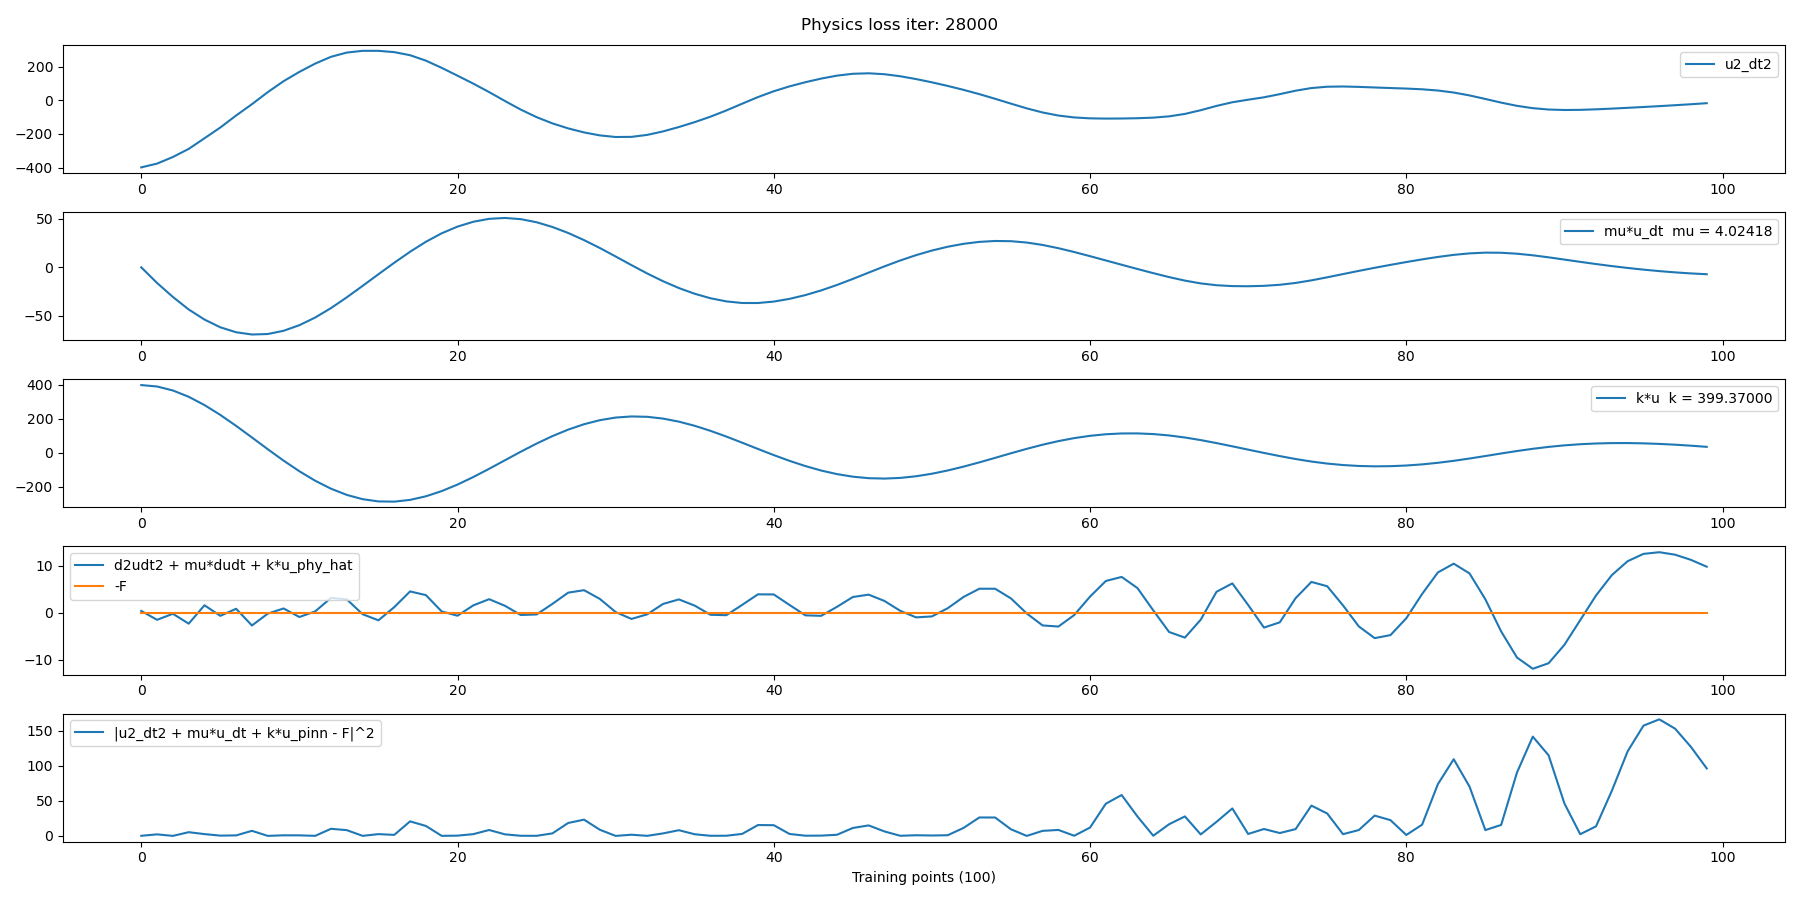 Physics loss iter: 28000
200
0
−200
−400
u2_dt2
0 20 40 60 80 100
50
0
−50
mu*u_dt  mu = 4.02418
0 20 40 60 80 100
400
200
0
−200
k*u  k = 399.37000
0 20 40 60 80 100
10
0
−10
d2udt2 + mu*dudt + k*u_phy_hat
-F
0 20 40 60 80 100
150
100
50
0
|u2_dt2 + mu*u_dt + k*u_pinn - F|^2
0 20 40 60 80 100
Training points (100)